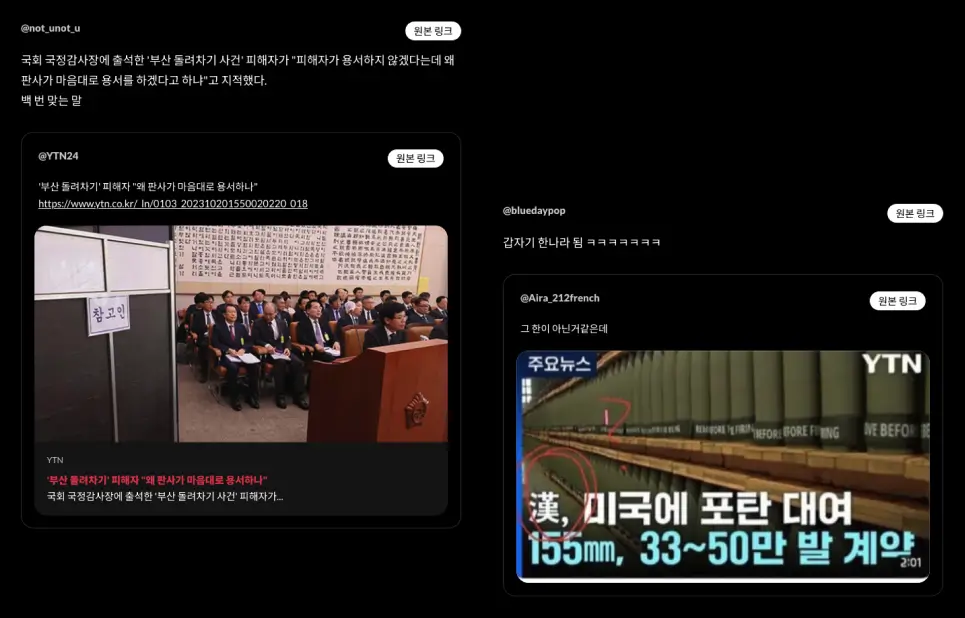 @not_unot_u
원본 링크
국회 국정감사장에 출석한 '부산 돌려차기 사건' 피해자가 "피해자가 용서하지 않겠다는데 왜
판사가 마음대로 용서를 하겠다고 하냐"고 지적했다.
백 번 맞는 말
@YTN24
원본 링크
'부산 돌려차기' 피해자 "왜 판사가 마음대로 용서하나"
https://www.ytn.co.kr/_ln/0103_202310201550020220_018
참고인
YTN
'부산 돌려차기' 피해자 "왜 판사가 마음대로 용서하나"
국회 국정감사장에 출석한 '부산 돌려차기 사건' 피해자가...
@bluedaypop
원본 링크
갑자기 한나라 됨 ㅋㅋㅋㅋㅋㅋㅋ
@Aira_212french
원본 링크
그 한이 아닌거같은데
주요뉴스
YTN
BEFORE FIRING
BEFORE FIRING
漢, 미국에 포탄 대여
155㎜, 33~50만 발 계약
2:01